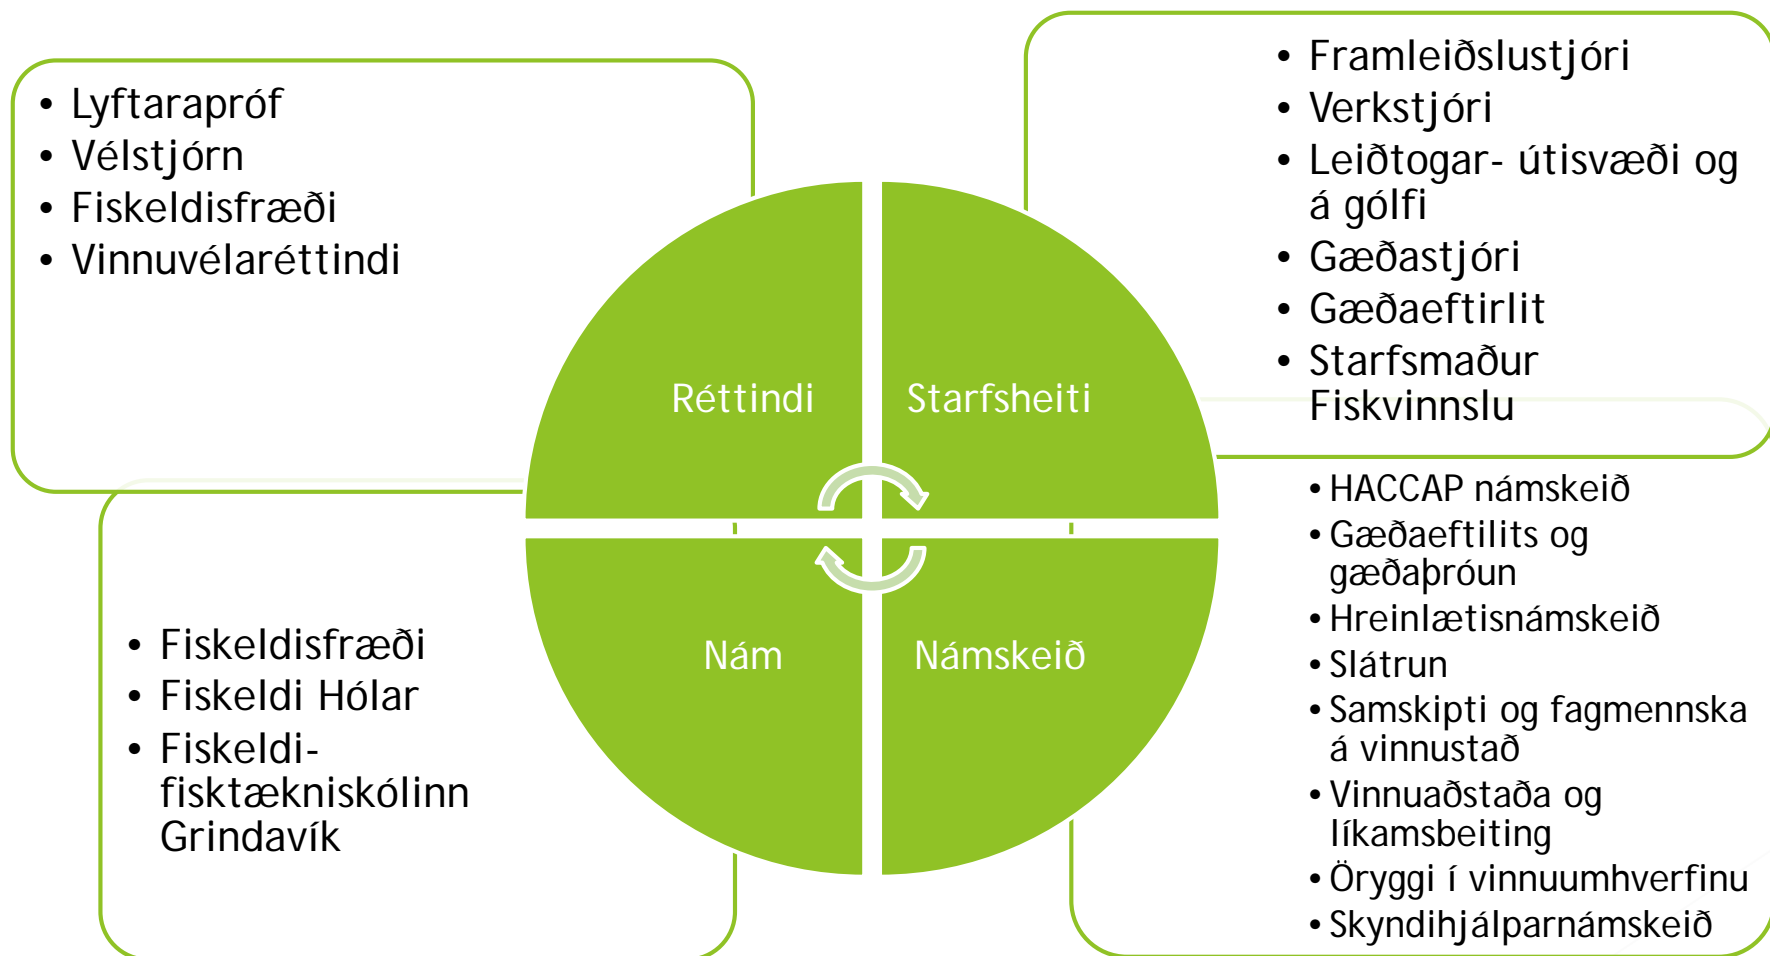 • Lyftarapróf
• Vélstjórn
• Fiskeldisfræði
• Vinnuvélaréttindi
• Framleiðslustjóri
• Verkstjóri
• Leiðtogar- útisvæði og
á gólfi
• Gæðastjóri
• Gæðaeftirlit
• Starfsmaður
Fiskvinnslu
Réttindi
Starfsheiti
Nám
Námskeið
• Fiskeldisfræði
• Fiskeldi Hólar
• Fiskeldi-
fisktækniskólinn
Grindavík
• HACCAP námskeið
• Gæðaeftilits og
gæðaþróun
• Hreinlætisnámskeið
• Slátrun
• Samskipti og fagmennska
á vinnustað
• Vinnuaðstaða og
líkamsbeiting
• Öryggi í vinnuumhverfinu
• Skyndihjálparnámskeið